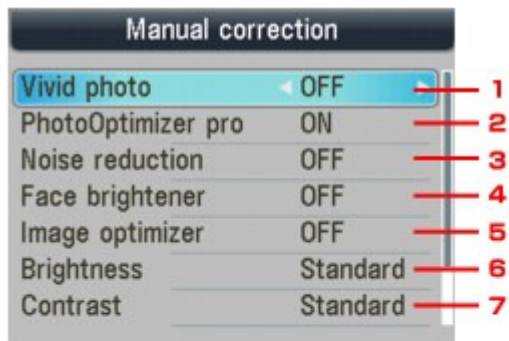 Manual correction
Vivid photo OFF 1
PhotoOptimizer pro ON 2
Noise reduction OFF 3
Face brightener OFF 4
Image optimizer OFF 5
Brightness Standard 6
Contrast Standard 7